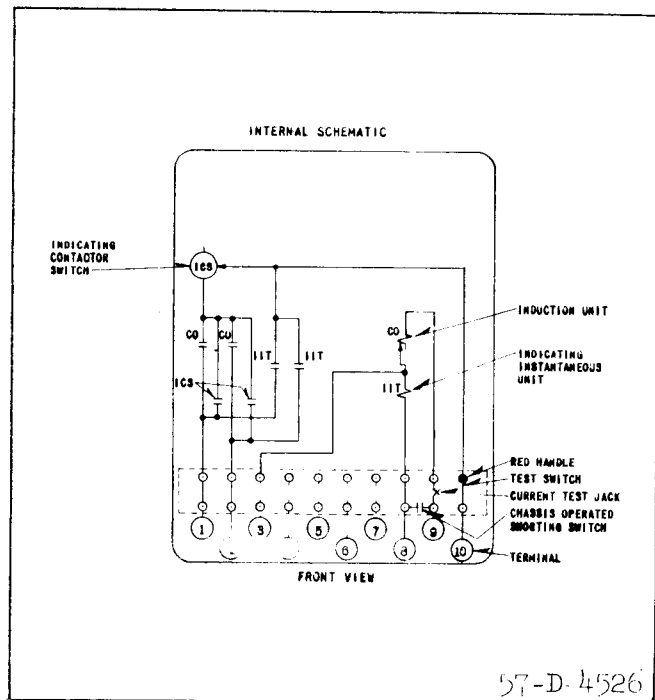 INTERNAL SCHEMATIC
INDICATING
CONTACTOR
SWITCH
ICS
CO
CO
IIT
IIT
ICS
CO
INDUCTION UNIT
IIT
INDICATING
INSTANTANEOUS
UNIT
RED HANDLE
TEST SWITCH
CURRENT TEST JACK
CHASSIS OPERATED
SHORTING SWITCH
1
3
5
7
9
6
8
10
TERMINAL
FRONT VIEW
57-D-4526